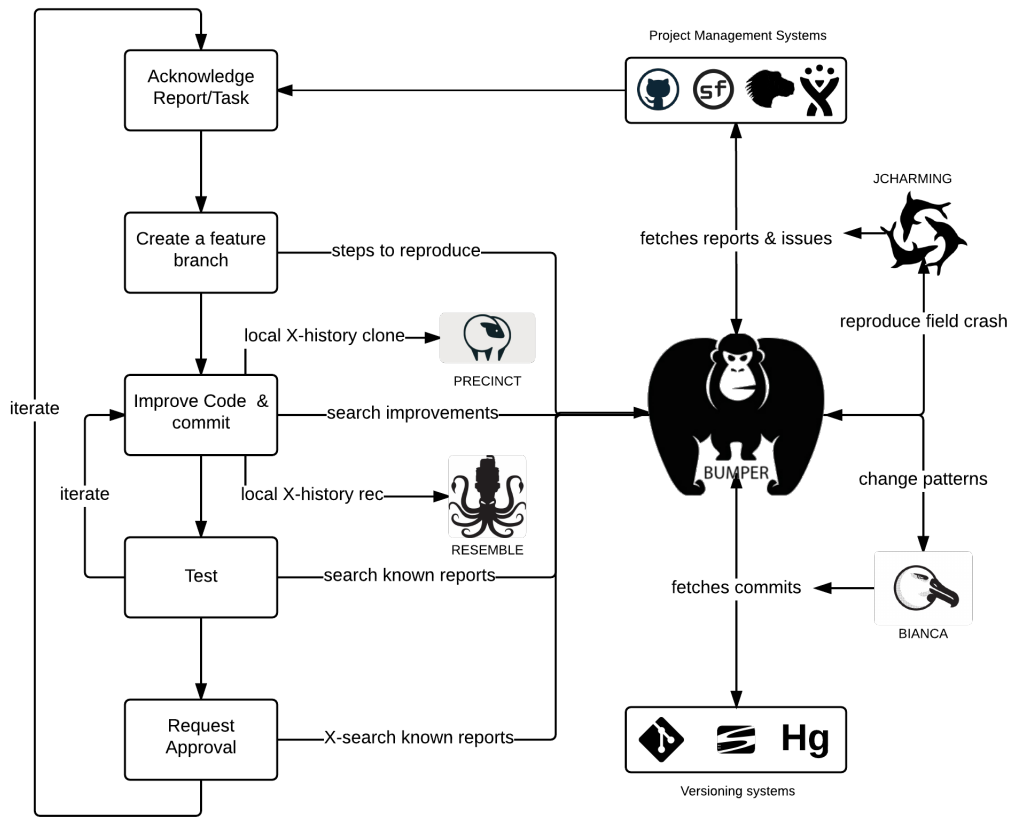 Project Management Systems
sf
Acknowledge
Report/Task
JCHARMING
Create a feature
branch
steps to reproduce
fetches reports & issues
local X-history clone
reproduce field crash
PRECINCT
iterate
Improve Code &
commit
search improvements
BUMPER
iterate
local X-history rec
change patterns
RESEMBLE
Test
search known reports
fetches commits
BIANCA
Request
Approval
X-search known reports
Hg
Versioning systems